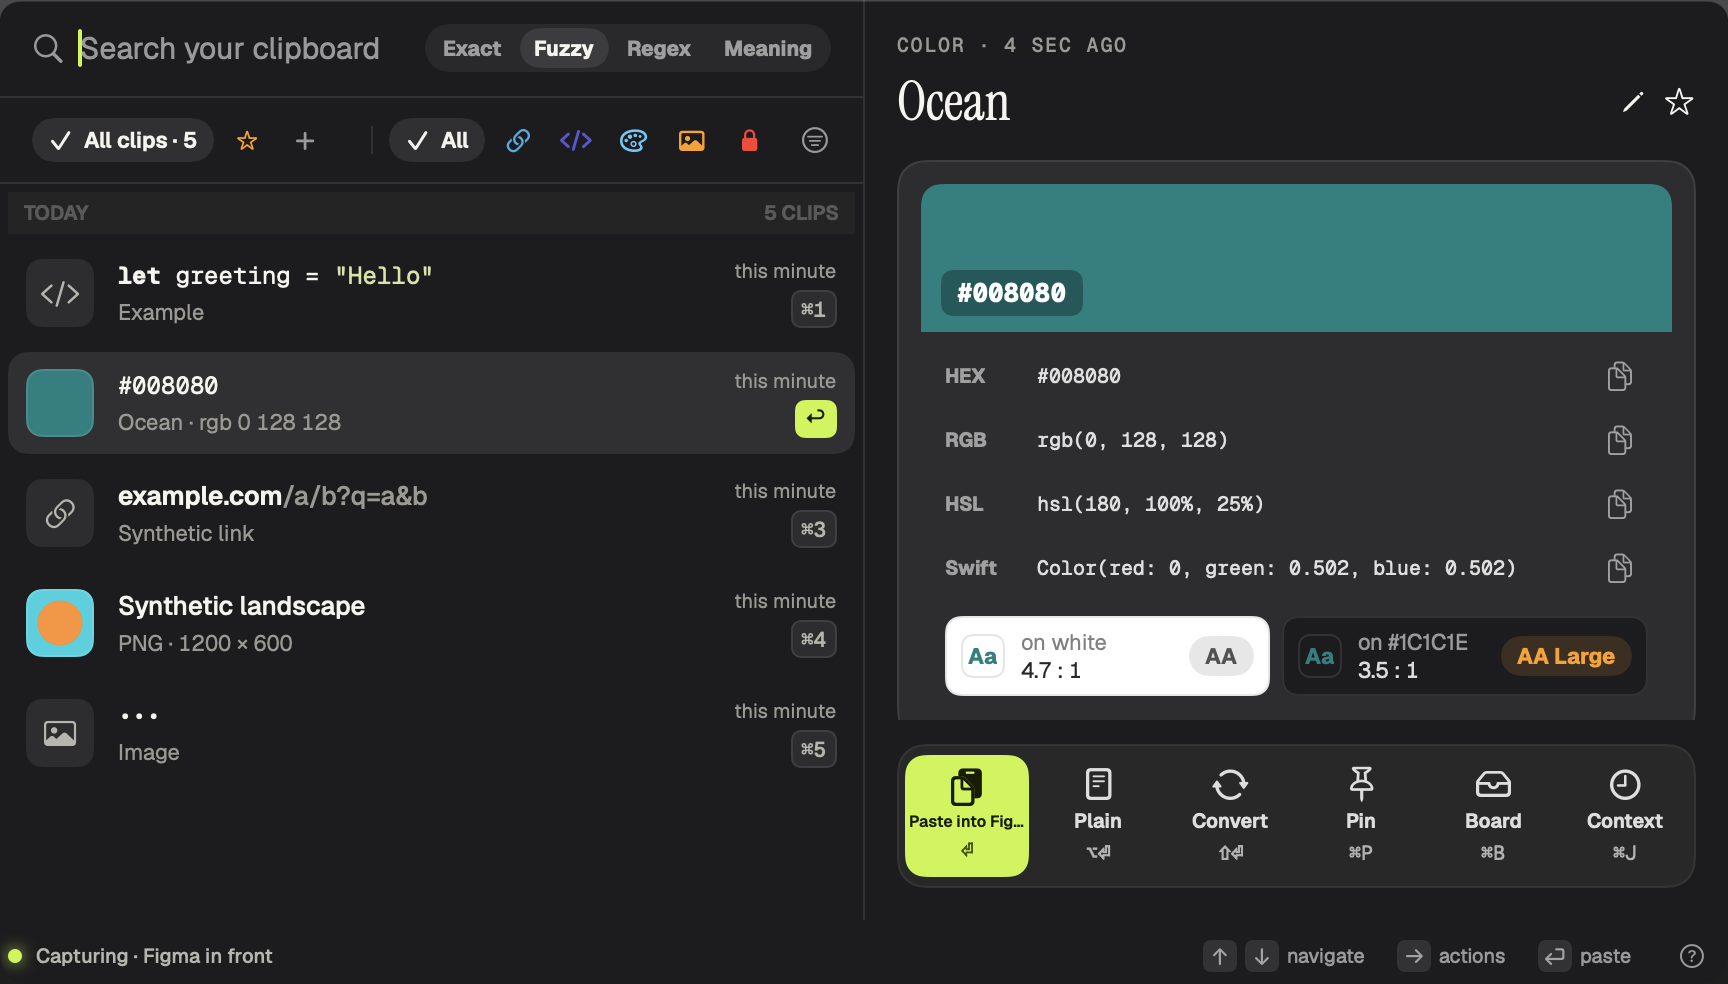 Search your clipboard
Exact Fuzzy Regex Meaning
All clips · 5
All
TODAY 5 CLIPS
let greeting = "Hello" this minute
Example ⌘1
#008080 this minute
Ocean · rgb 0 128 128
example.com/a/b?q=a&b this minute
Synthetic link ⌘3
Synthetic landscape this minute
PNG · 1200 × 600 ⌘4
... this minute
Image ⌘5
Capturing · Figma in front
COLOR · 4 SEC AGO
Ocean
#008080
HEX #008080
RGB rgb(0, 128, 128)
HSL hsl(180, 100%, 25%)
Swift Color(red: 0, green: 0.502, blue: 0.502)
Aa on white 4.7 : 1 AA
Aa on #1C1C1E 3.5 : 1 AA Large
Paste into Fig... Plain Convert Pin Board Context
⏎ ⌥⏎ ⇧⏎ ⌘P ⌘B ⌘J
↑ ↓ navigate → actions ↩ paste ?